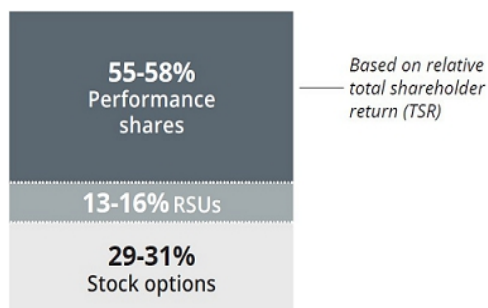 55-58%
Performance
shares
Based on relative
total shareholder
return (TSR)
13-16% RSUs
29-31%
Stock options